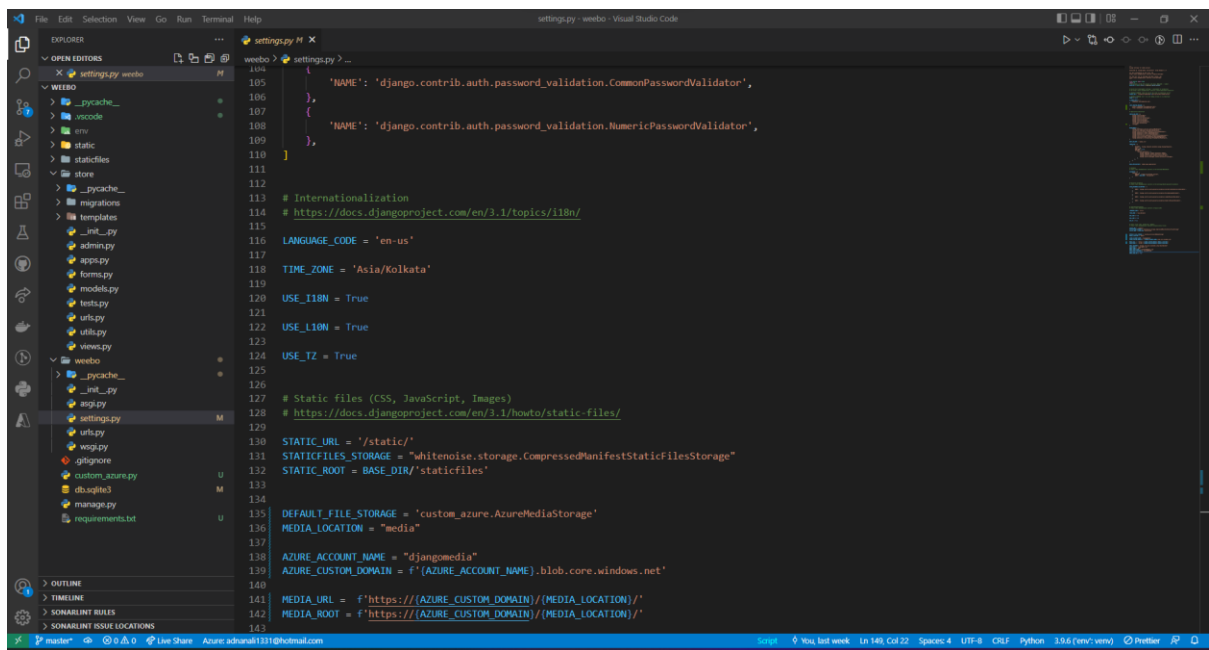 File Edit Selection View Go Run Terminal Help
settings.py - weebo - Visual Studio Code
EXPLORER
OPEN EDITORS
settings.py weebo M
WEEBO
__pycache__
.vscode
env
static
staticfiles
store
__pycache__
migrations
templates
__init__.py
admin.py
apps.py
forms.py
models.py
tests.py
urls.py
utils.py
views.py
weebo
__pycache__
__init__.py
asgi.py
settings.py M
urls.py
wsgi.py
.gitignore
custom_azure.py U
db.sqlite3 M
manage.py
requirements.txt U
OUTLINE
TIMELINE
SONARLINT RULES
SONARLINT ISSUE LOCATIONS
settings.py M
weebo > settings.py > ...
104 {
105 'NAME': 'django.contrib.auth.password_validation.CommonPasswordValidator',
106 },
107 {
108 'NAME': 'django.contrib.auth.password_validation.NumericPasswordValidator',
109 },
110 ]
111
112
113 # Internationalization
114 # https://docs.djangoproject.com/en/3.1/topics/i18n/
115
116 LANGUAGE_CODE = 'en-us'
117
118 TIME_ZONE = 'Asia/Kolkata'
119
120 USE_I18N = True
121
122 USE_L10N = True
123
124 USE_TZ = True
125
126
127 # Static files (CSS, JavaScript, Images)
128 # https://docs.djangoproject.com/en/3.1/howto/static-files/
129
130 STATIC_URL = '/static/'
131 STATICFILES_STORAGE = "whitenoise.storage.CompressedManifestStaticFilesStorage"
132 STATIC_ROOT = BASE_DIR/'staticfiles'
133
134
135 DEFAULT_FILE_STORAGE = 'custom_azure.AzureMediaStorage'
136 MEDIA_LOCATION = "media"
137
138 AZURE_ACCOUNT_NAME = "djangomedia"
139 AZURE_CUSTOM_DOMAIN = f'{AZURE_ACCOUNT_NAME}.blob.core.windows.net'
140
141 MEDIA_URL = f'https://{AZURE_CUSTOM_DOMAIN}/{MEDIA_LOCATION}/'
142 MEDIA_ROOT = f'https://{AZURE_CUSTOM_DOMAIN}/{MEDIA_LOCATION}/'
143
master* 0 0 Live Share Azure: adnanali1331@hotmail.com
Script You, last week Ln 149, Col 22 Spaces: 4 UTF-8 CRLF Python 3.9.6 ('env': venv) Prettier